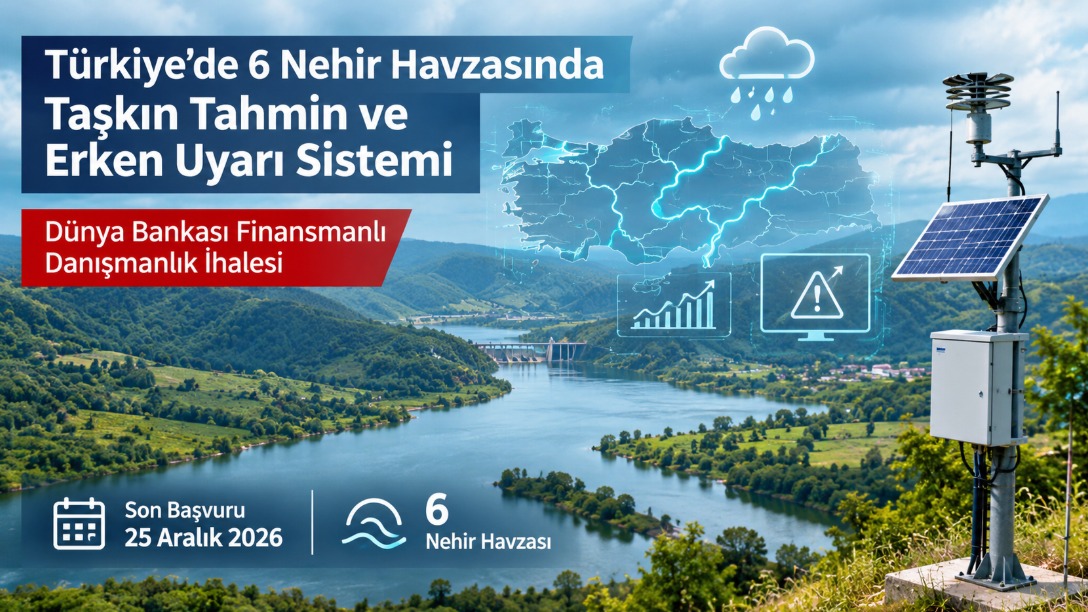 Türkiye'de 6 Nehir Havzasında
Taşkın Tahmin ve
Erken Uyarı Sistemi
Dünya Bankası Finansmanlı
Danışmanlık İhalesi
Son Başvuru
25 Aralık 2026
6
Nehir Havzası